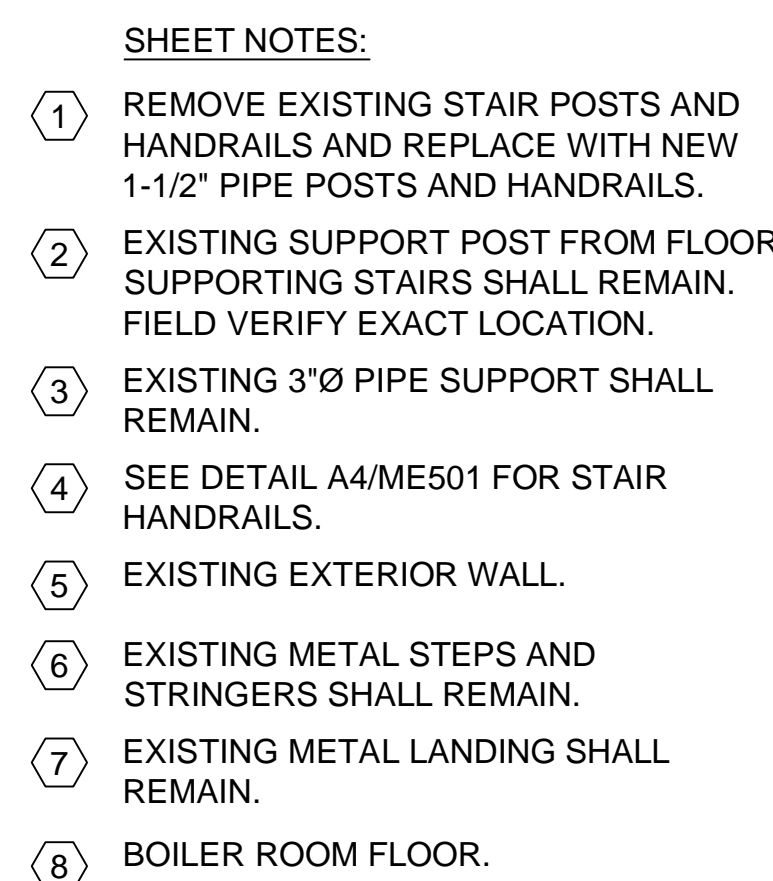 SHEET NOTES:
1 REMOVE EXISTING STAIR POSTS AND
HANDRAILS AND REPLACE WITH NEW
1-1/2" PIPE POSTS AND HANDRAILS.
2 EXISTING SUPPORT POST FROM FLOOR
SUPPORTING STAIRS SHALL REMAIN.
FIELD VERIFY EXACT LOCATION.
3 EXISTING 3"Ø PIPE SUPPORT SHALL
REMAIN.
4 SEE DETAIL A4/ME501 FOR STAIR
HANDRAILS.
5 EXISTING EXTERIOR WALL.
6 EXISTING METAL STEPS AND
STRINGERS SHALL REMAIN.
7 EXISTING METAL LANDING SHALL
REMAIN.
8 BOILER ROOM FLOOR.